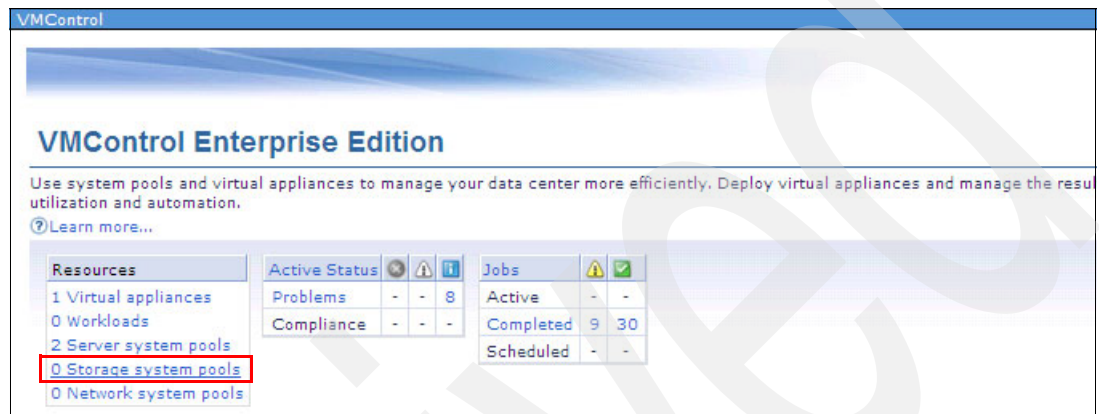 VMControl
VMControl Enterprise Edition
Use system pools and virtual appliances to manage your data center more efficiently. Deploy virtual appliances and manage the resul
utilization and automation.
?Learn more...
Resources
1 Virtual appliances
0 Workloads
2 Server system pools
0 Storage system pools
0 Network system pools
Active Status
Problems - - 8
Compliance - - -
Jobs
Active - -
Completed 9 30
Scheduled - -